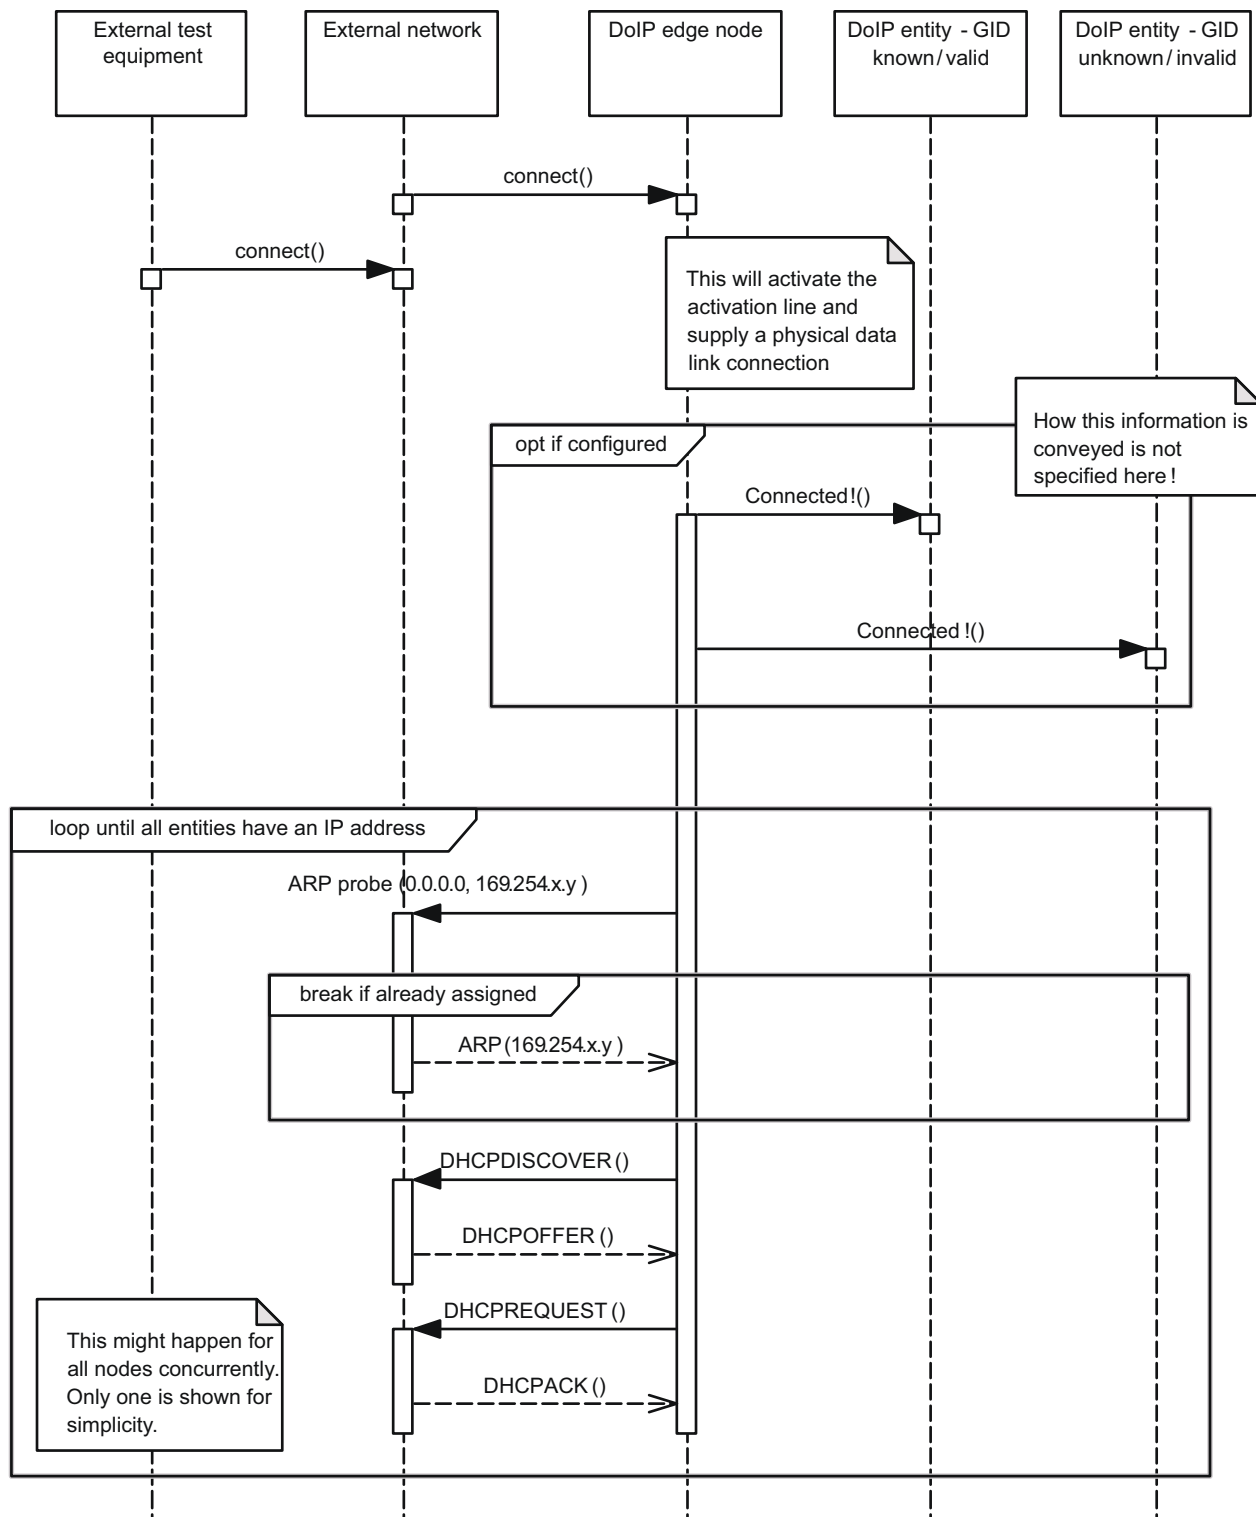 External test
equipment
External network
DoIP edge node
DoIP entity - GID
known/valid
DoIP entity - GID
unknown/invalid
connect()
connect()
This will activate the
activation line and
supply a physical data
link connection
How this information is
conveyed is not
specified here!
opt if configured
Connected!()
Connected !()
loop until all entities have an IP address
ARP probe (0.0.0.0, 169.254.x.y )
break if already assigned
ARP(169.254.x.y )
DHCPDISCOVER()
DHCPOFFER()
DHCPREQUEST()
DHCPACK()
This might happen for
all nodes concurrently.
Only one is shown for
simplicity.